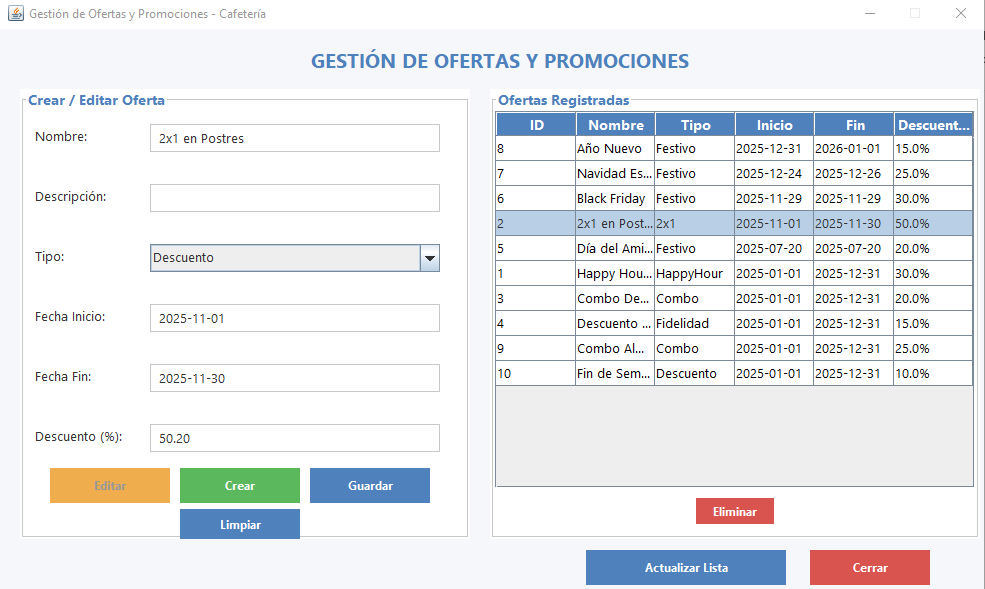 Gestión de Ofertas y Promociones - Cafetería
GESTIÓN DE OFERTAS Y PROMOCIONES
Crear / Editar Oferta
Nombre: 2x1 en Postres
Descripción:
Tipo: Descuento
Fecha Inicio: 2025-11-01
Fecha Fin: 2025-11-30
Descuento (%): 50.20
Editar Crear Guardar
Limpiar
Ofertas Registradas
ID Nombre Tipo Inicio Fin Descuent...
8 Año Nuevo Festivo 2025-12-31 2026-01-01 15.0%
7 Navidad Es... Festivo 2025-12-24 2025-12-26 25.0%
6 Black Friday Festivo 2025-11-29 2025-11-29 30.0%
2 2x1 en Post... 2x1 2025-11-01 2025-11-30 50.0%
5 Día del Ami... Festivo 2025-07-20 2025-07-20 20.0%
1 Happy Hou... HappyHour 2025-01-01 2025-12-31 30.0%
3 Combo De... Combo 2025-01-01 2025-12-31 20.0%
4 Descuento ... Fidelidad 2025-01-01 2025-12-31 15.0%
9 Combo Al... Combo 2025-01-01 2025-12-31 25.0%
10 Fin de Sem... Descuento 2025-01-01 2025-12-31 10.0%
Eliminar
Actualizar Lista Cerrar